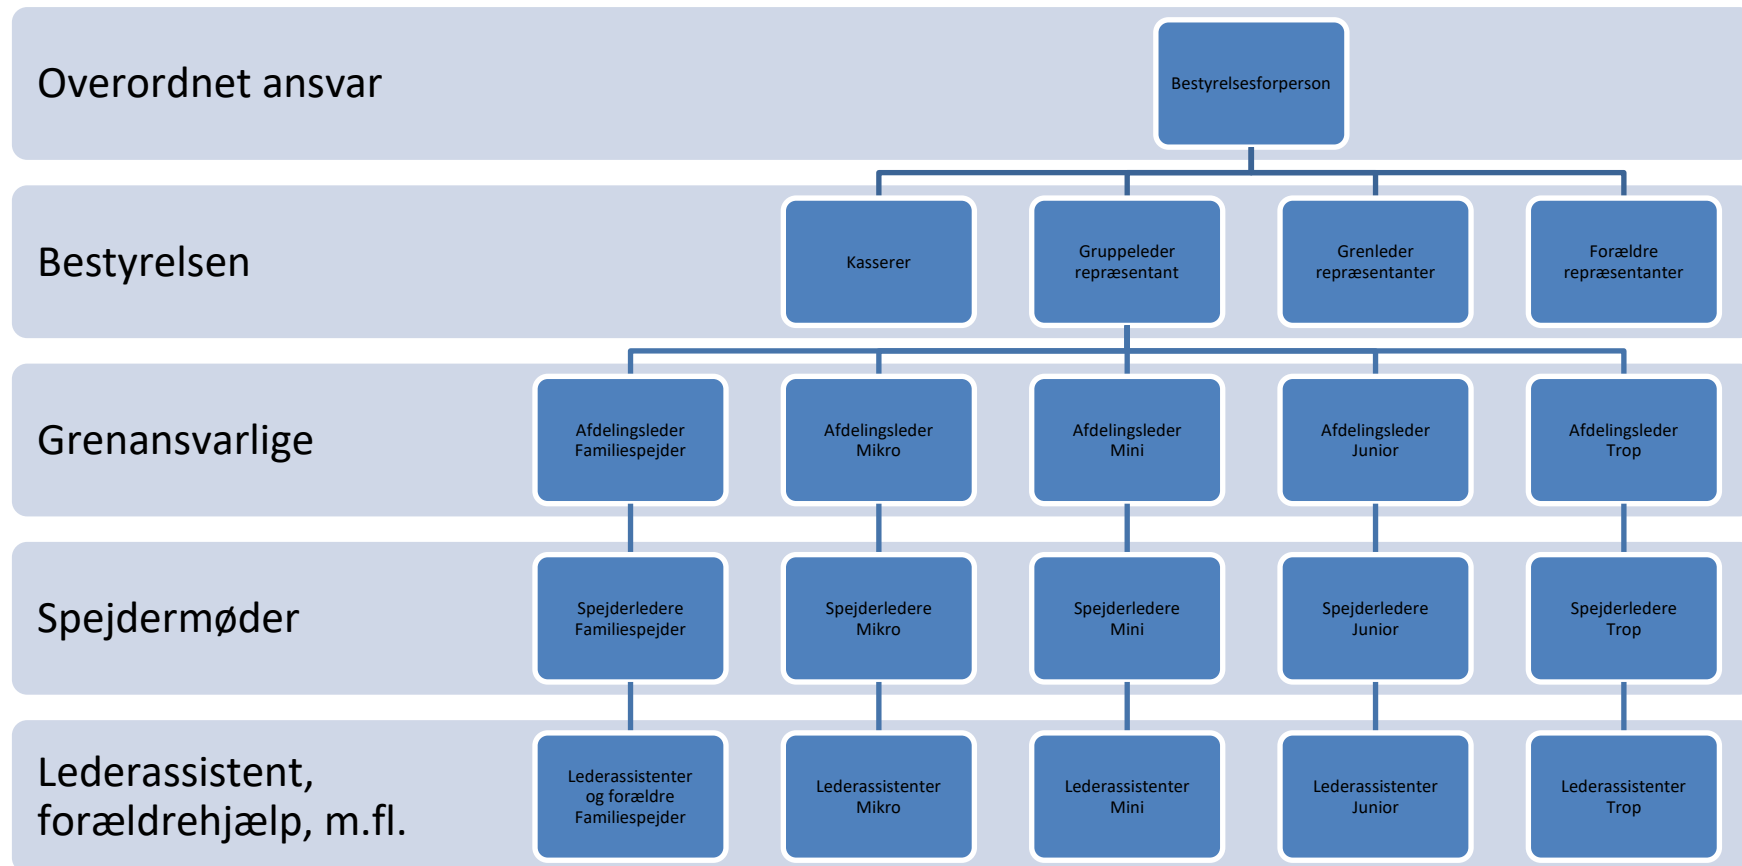 Overordnet ansvar
Bestyrelsesforperson
Bestyrelsen
Kasserer
Gruppeleder
repræsentant
Grenleder
repræsentanter
Forældre
repræsentanter
Grenansvarlige
Afdelingsleder
Familiespejder
Afdelingsleder
Mikro
Afdelingsleder
Mini
Afdelingsleder
Junior
Afdelingsleder
Trop
Spejdermøder
Spejderledere
Familiespejder
Spejderledere
Mikro
Spejderledere
Mini
Spejderledere
Junior
Spejderledere
Trop
Lederassistent,
forældrehjælp, m.fl.
Lederassistenter
og forældre
Familiespejder
Lederassistenter
Mikro
Lederassistenter
Mini
Lederassistenter
Junior
Lederassistenter
Trop